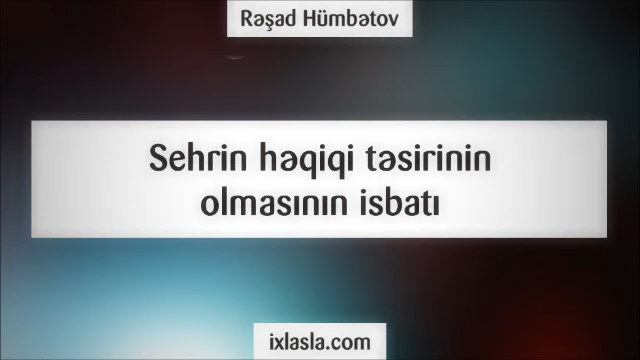 Rəşad Hümbətov
Sehrin həqiqi təsirinin
olmasının isbatı
ixlasla.com